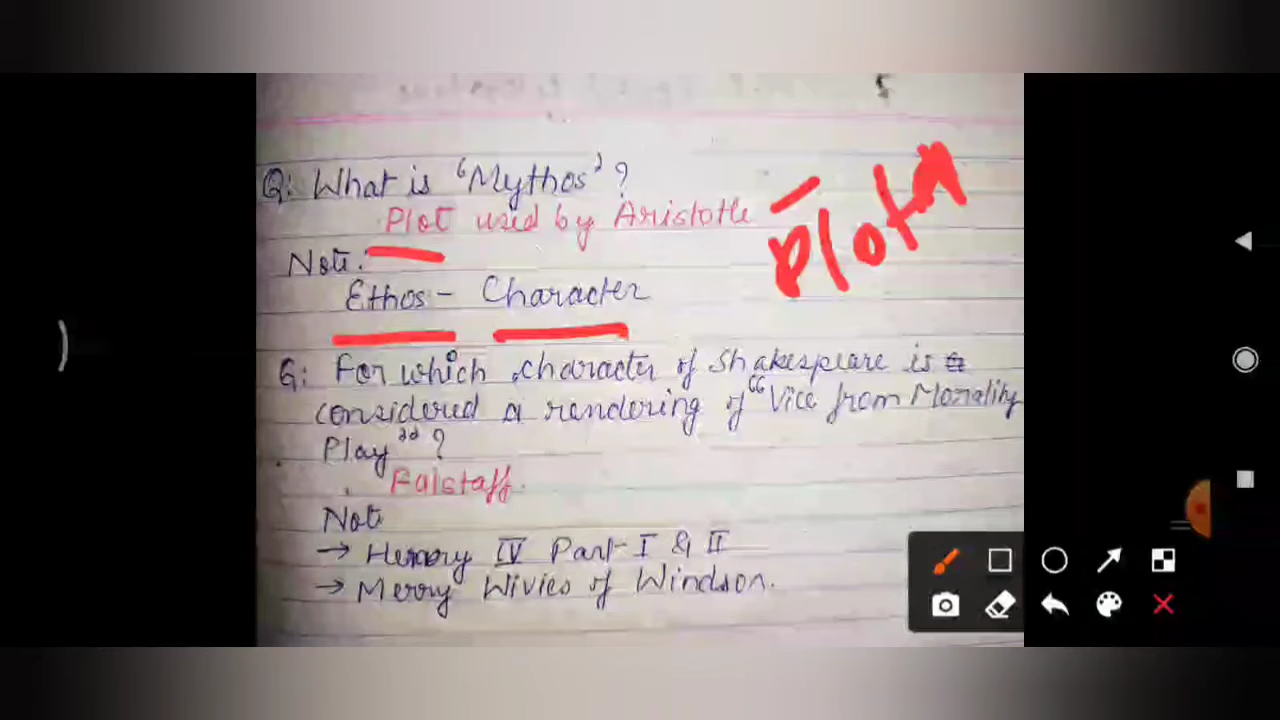 Q: What is 'Mythos'?
Plot used by Aristotle
Plot
Note:
Ethos - Character
Q: For which character of Shakespeare is
considered a rendering of "Vice from Morality
Play"?
Falstaff.
Note
→ Henry IV Part I & II
→ Merry Wivies of Windson.